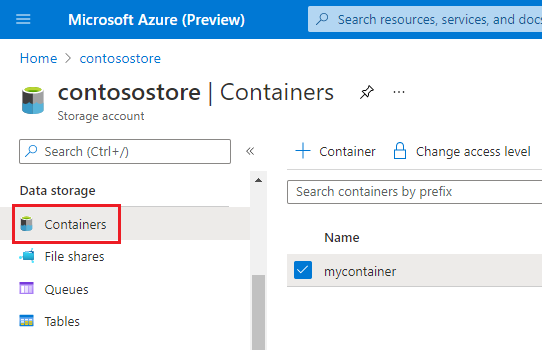 Microsoft Azure (Preview)
Search resources, services, and docs
Home > contosostore
contosostore | Containers
Storage account
Search (Ctrl+/)
+ Container
Change access level
Search containers by prefix
Data storage
Containers
File shares
Queues
Tables
Name
mycontainer